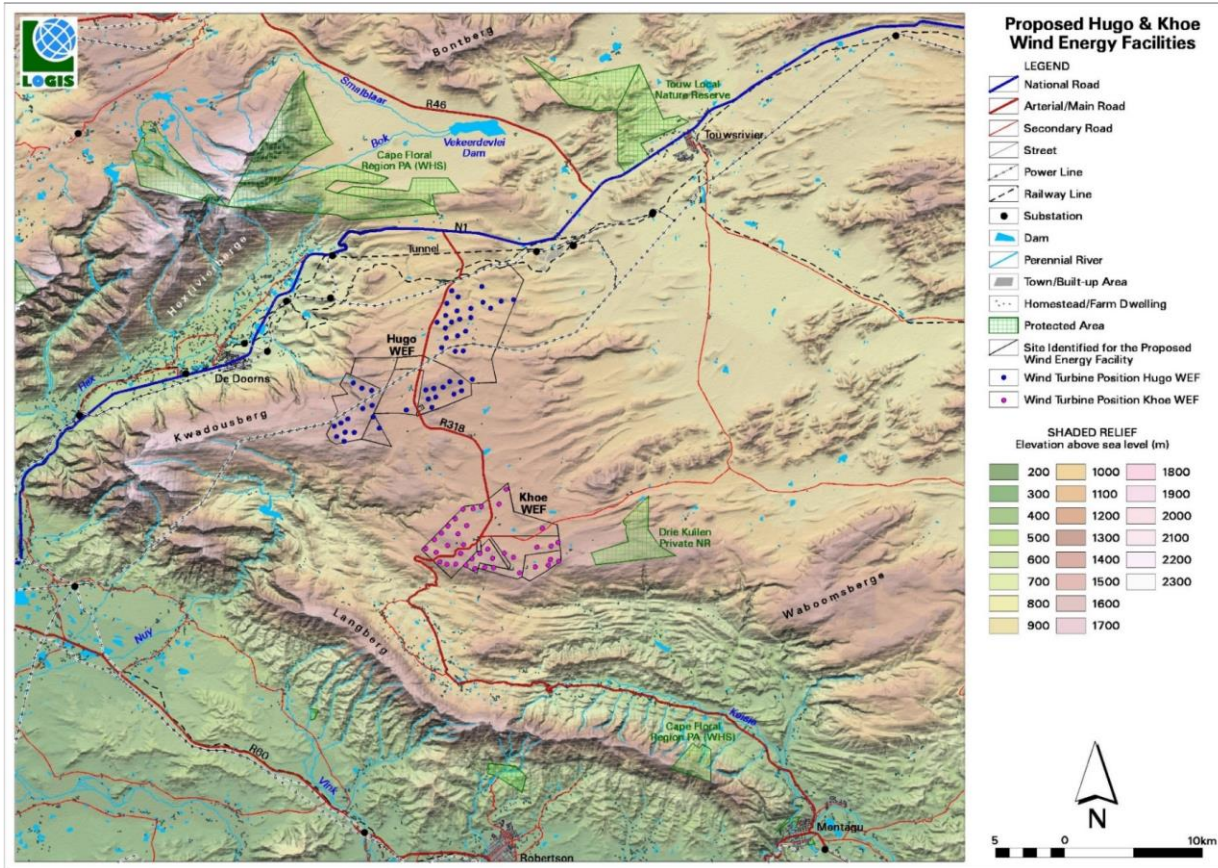 LOGIS
Bontberg
Smalblaar
R46
Touw Local
Nature Reserve
Touwsrivier
Bok
Vekeerdevlei
Dam
Cape Floral
Region PA (WHS)
N1
Tunnel
Hexrivierberge
Hugo
WEF
De Doorns
Hex
Kwadousberg
R318
Khoe
WEF
Drie Kuilen
Private NR
Waboomsberge
Langberg
Nuy
Keisie
Cape Floral
Region PA (WHS)
R60
Vink
Montagu
Robertson
Proposed Hugo & Khoe
Wind Energy Facilities
LEGEND
National Road
Arterial/Main Road
Secondary Road
Street
Power Line
Railway Line
Substation
Dam
Perennial River
Town/Built-up Area
Homestead/Farm Dwelling
Protected Area
Site Identified for the Proposed
Wind Energy Facility
Wind Turbine Position Hugo WEF
Wind Turbine Position Khoe WEF
SHADED RELIEF
Elevation above sea level (m)
200 1000 1800
300 1100 1900
400 1200 2000
500 1300 2100
600 1400 2200
700 1500 2300
800 1600
900 1700
N
5 0 10km